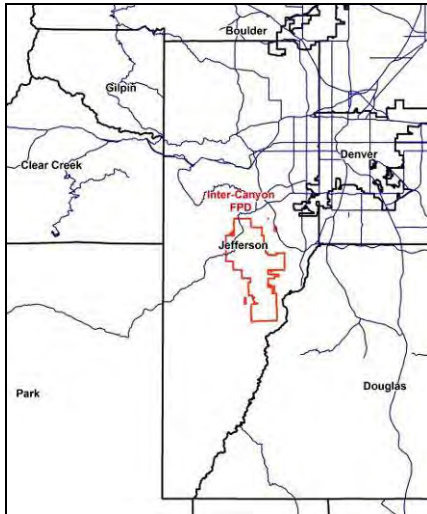 Boulder
Gilpin
Denver
Clear Creek
Inter-Canyon
FPD
Jefferson
Park
Douglas